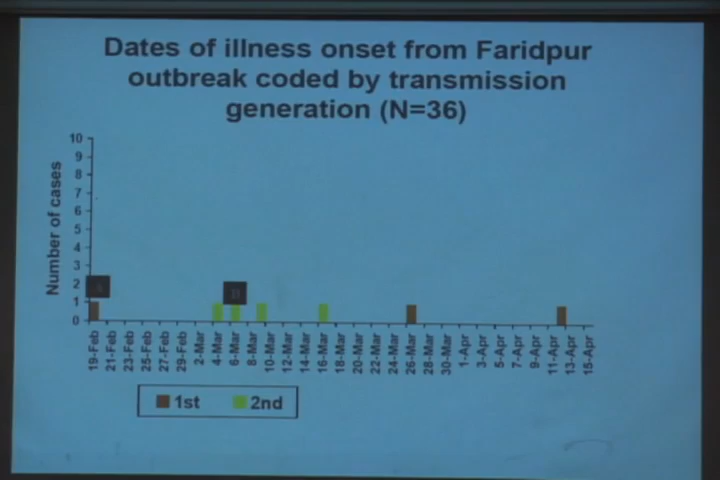 Dates of illness onset from Faridpur
outbreak coded by transmission
generation (N=36)
Number of cases
10
9
8
7
6
5
4
3
2
1
0
19-Feb
21-Feb
23-Feb
25-Feb
27-Feb
29-Feb
2-Mar
4-Mar
6-Mar
8-Mar
10-Mar
12-Mar
14-Mar
16-Mar
18-Mar
20-Mar
22-Mar
24-Mar
26-Mar
28-Mar
30-Mar
1-Apr
3-Apr
5-Apr
7-Apr
9-Apr
11-Apr
13-Apr
15-Apr
1st 2nd